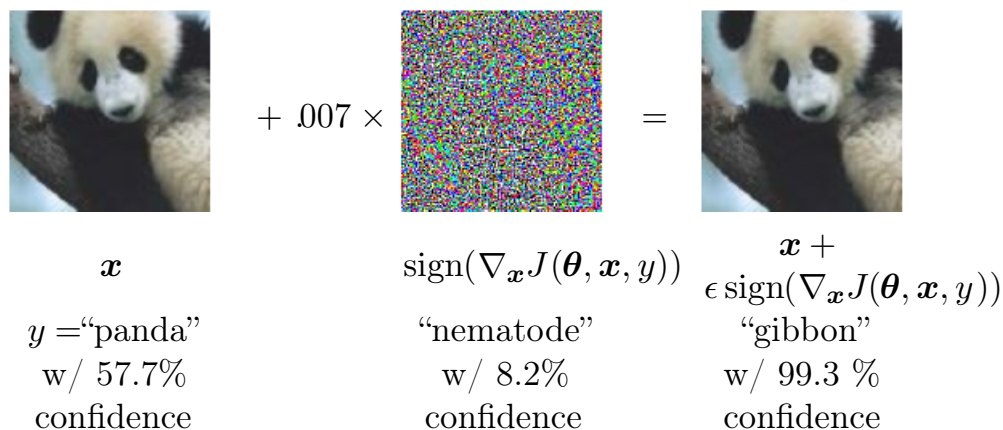 + .007 ×
=
x
sign(∇ₓJ(θ, x, y))
x +
ϵ sign(∇ₓJ(θ, x, y))
y =“panda”
“nematode”
“gibbon”
w/ 57.7%
w/ 8.2%
w/ 99.3 %
confidence
confidence
confidence